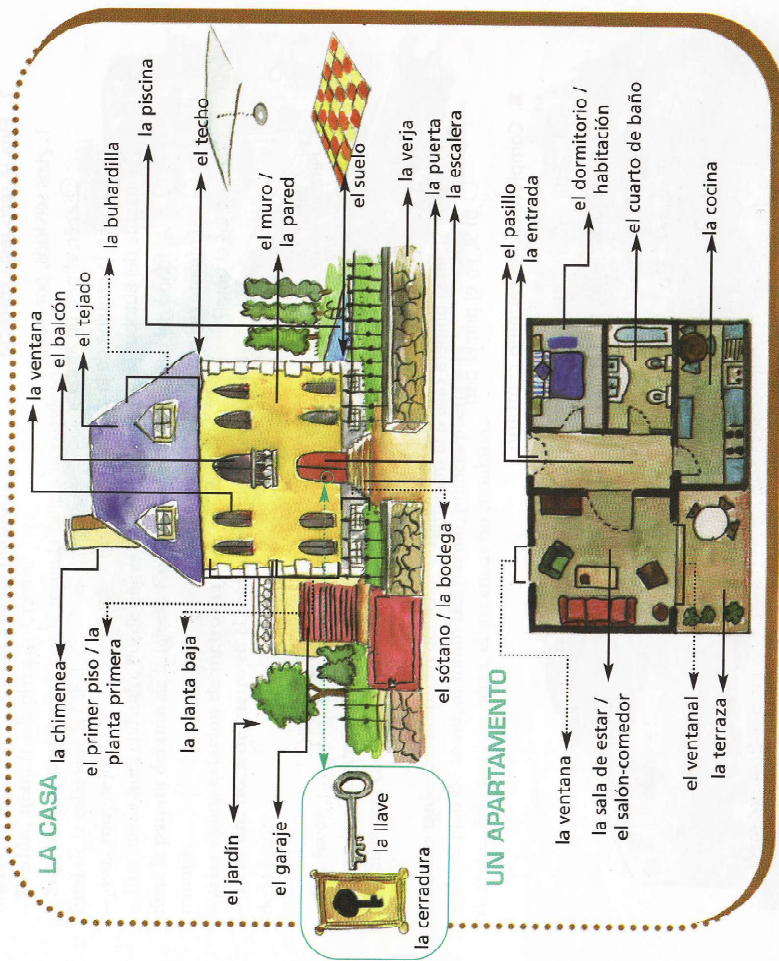 LA CASA
la chimenea
el primer piso / la
planta primera
la planta baja
el jardín
el garaje
la cerradura
la llave
la ventana
el balcón
el tejado
la buhardilla
el techo
la piscina
el muro /
la pared
el suelo
la verja
la puerta
la escalera
el sótano / la bodega
UN APARTAMENTO
la ventana
la sala de estar /
el salón-comedor
el ventanal
la terraza
el pasillo
la entrada
el dormitorio /
habitación
el cuarto de baño
la cocina